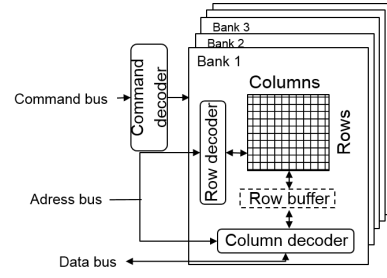 Bank 3
Bank 2
Bank 1
Command decoder
Columns
Command bus
Row decoder
Rows
Adress bus
Row buffer
Column decoder
Data bus